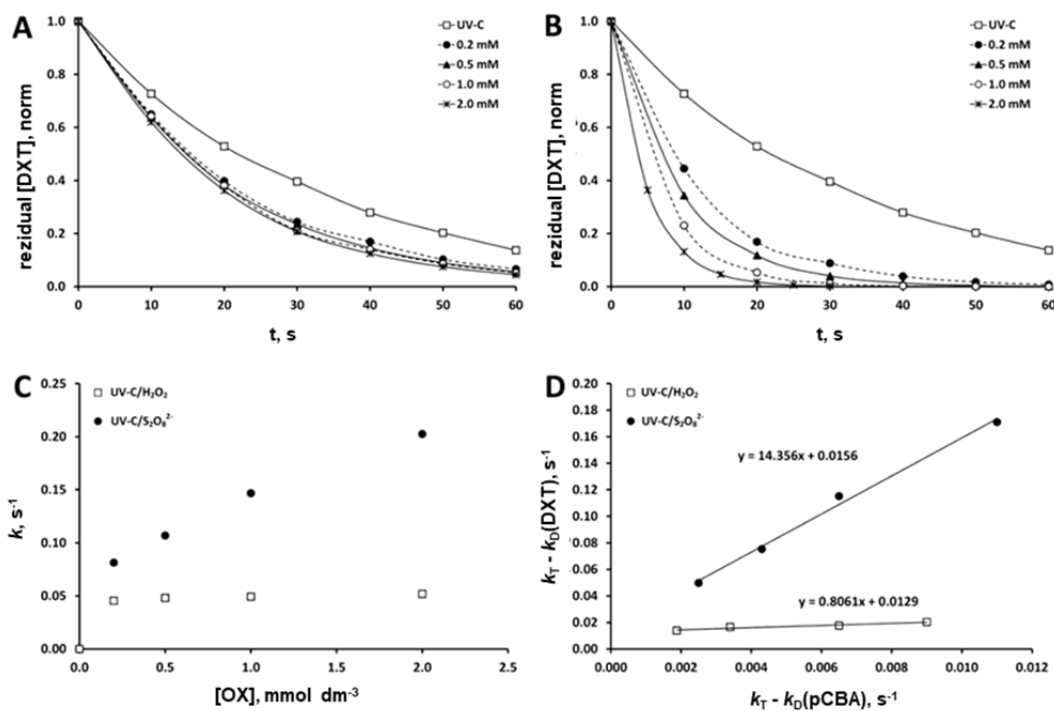 A
UV-C
0.2 mM
0.5 mM
1.0 mM
2.0 mM
1.0
0.8
0.6
0.4
0.2
0.0
0 10 20 30 40 50 60
rezidual [DXT], norm
t, s
B
UV-C
0.2 mM
0.5 mM
1.0 mM
2.0 mM
1.0
0.8
0.6
0.4
0.2
0.0
0 10 20 30 40 50 60
rezidual [DXT], norm
t, s
C
UV-C/H₂O₂
UV-C/S₂O₈²⁻
0.25
0.20
0.15
0.10
0.05
0.00
0.0 0.5 1.0 1.5 2.0 2.5
k, s⁻¹
[OX], mmol dm⁻³
D
UV-C/H₂O₂
UV-C/S₂O₈²⁻
0.20
0.18
0.16
0.14
0.12
0.10
0.08
0.06
0.04
0.02
0.00
y = 14.356x + 0.0156
y = 0.8061x + 0.0129
0.000 0.002 0.004 0.006 0.008 0.010 0.012
k_T - k_D(DXT), s⁻¹
k_T - k_D(pCBA), s⁻¹